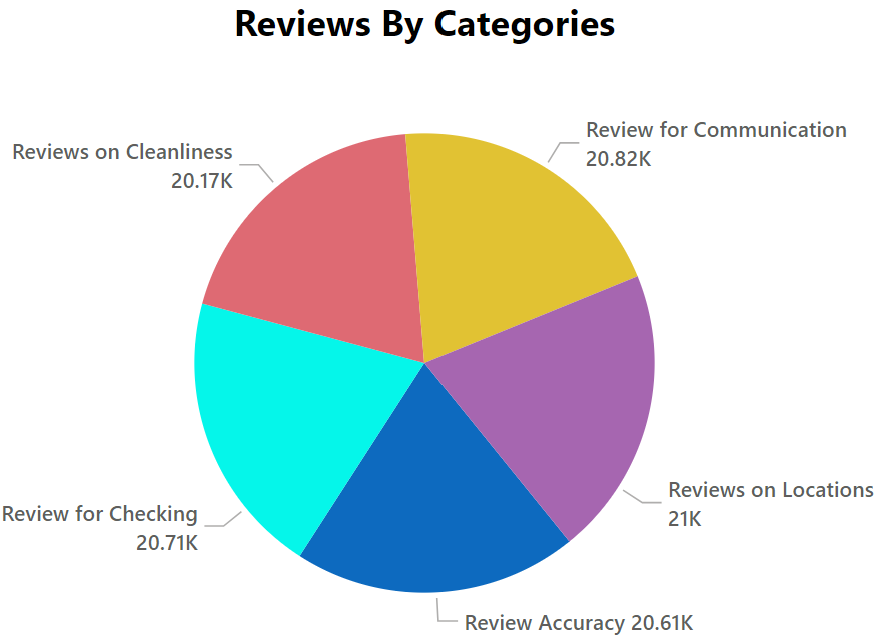 Reviews By Categories
Review for Communication
20.82K
Reviews on Cleanliness
20.17K
Reviews on Locations
21K
Review for Checking
20.71K
Review Accuracy 20.61K